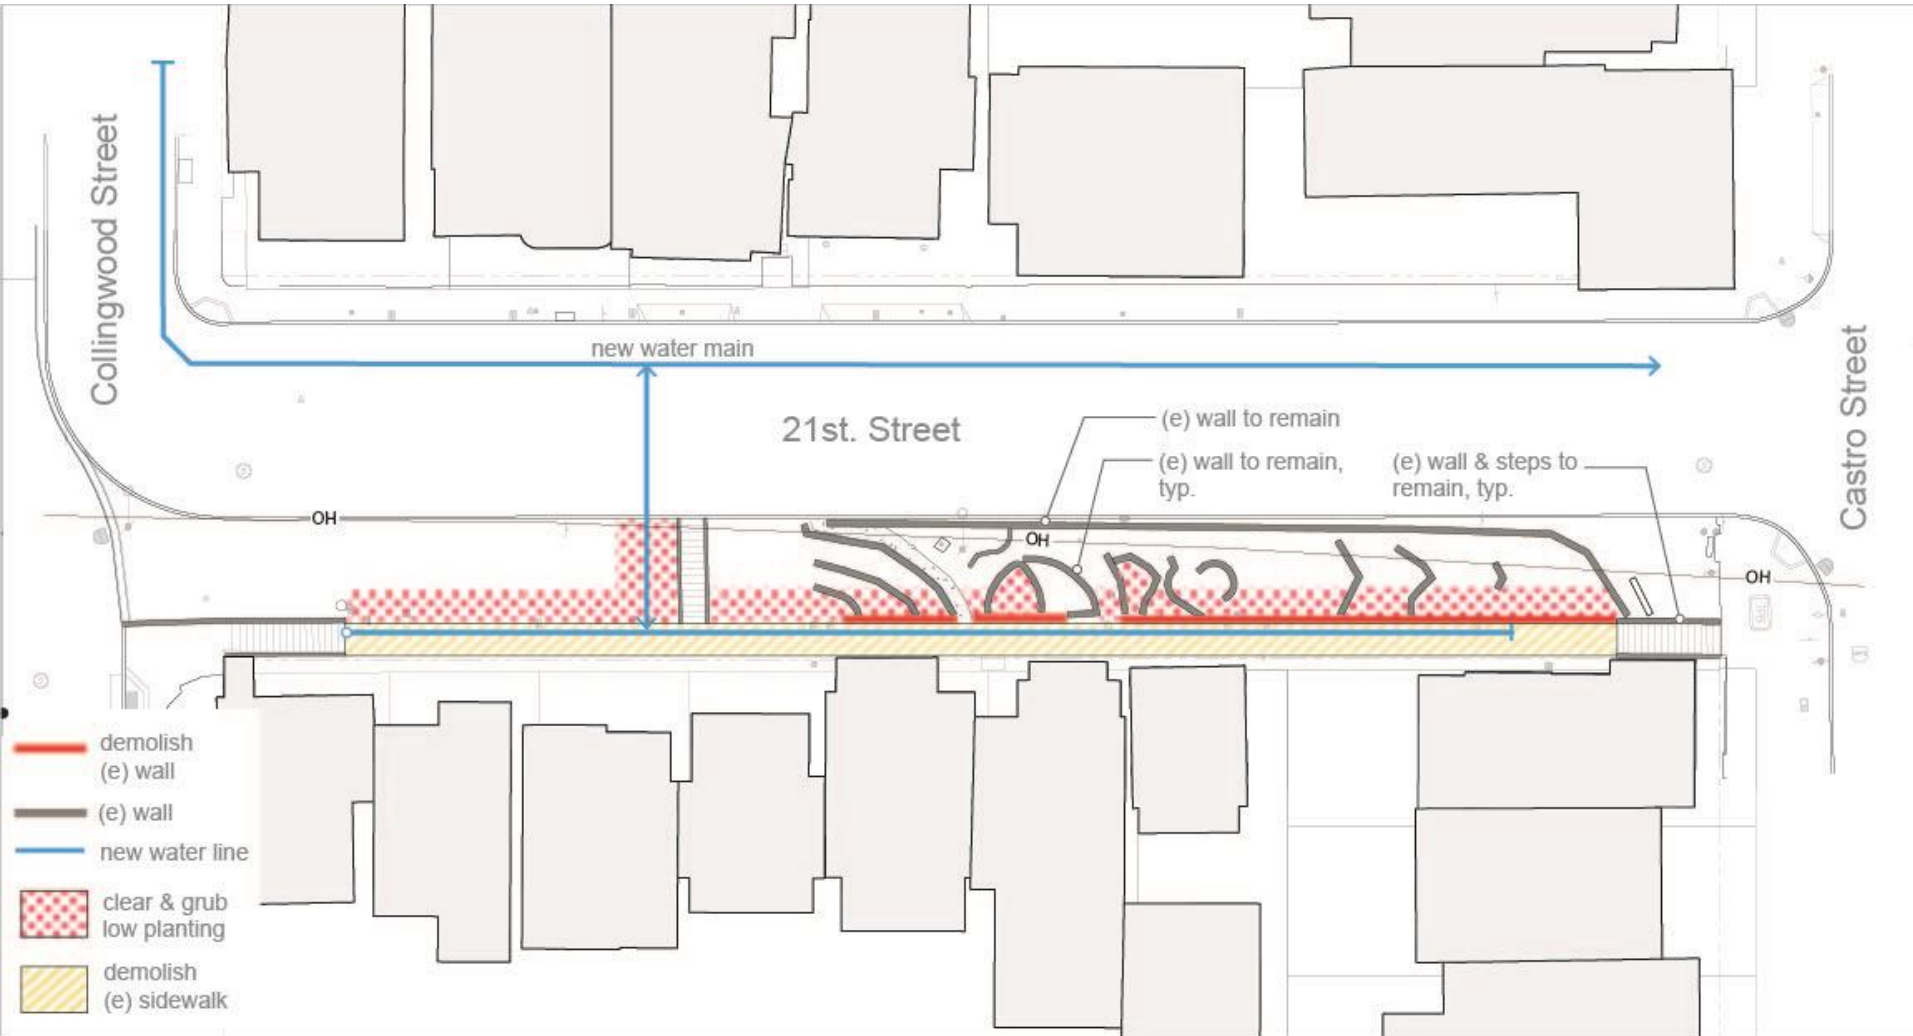 Collingwood Street
new water main
21st. Street
Castro Street
(e) wall to remain
(e) wall to remain,
typ.
(e) wall & steps to
remain, typ.
OH
OH
OH
demolish
(e) wall
(e) wall
new water line
clear & grub
low planting
demolish
(e) sidewalk